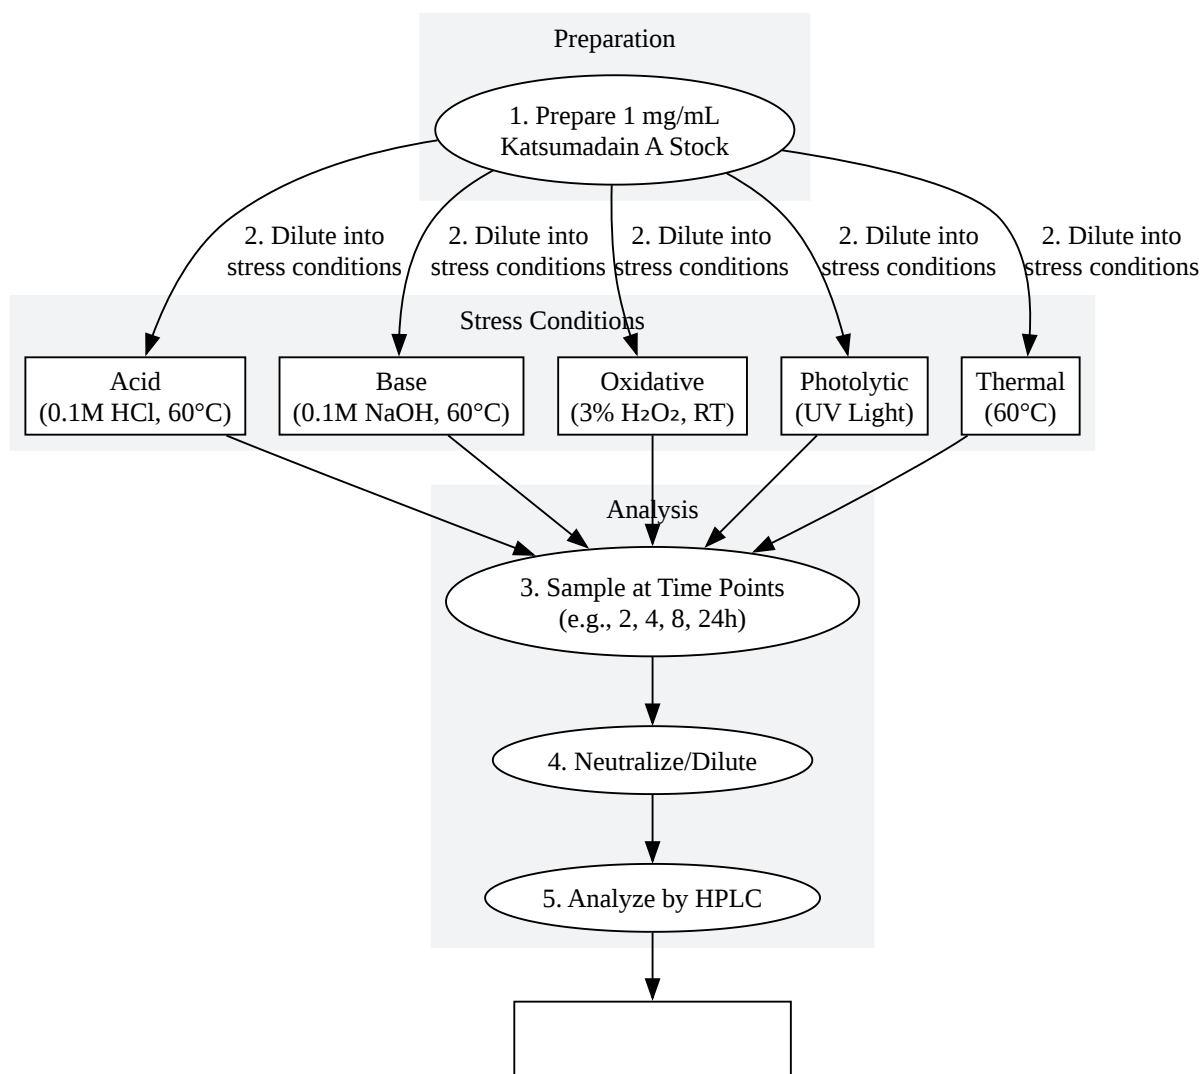 Preparation
1. Prepare 1 mg/mL
Katsumadain A Stock
2. Dilute into
stress conditions
2. Dilute into
stress conditions
2. Dilute into
stress conditions
2. Dilute into
stress conditions
2. Dilute into
stress conditions
Stress Conditions
Acid
(0.1M HCl, 60°C)
Base
(0.1M NaOH, 60°C)
Oxidative
(3% H₂O₂, RT)
Photolytic
(UV Light)
Thermal
(60°C)
Analysis
3. Sample at Time Points
(e.g., 2, 4, 8, 24h)
4. Neutralize/Dilute
5. Analyze by HPLC